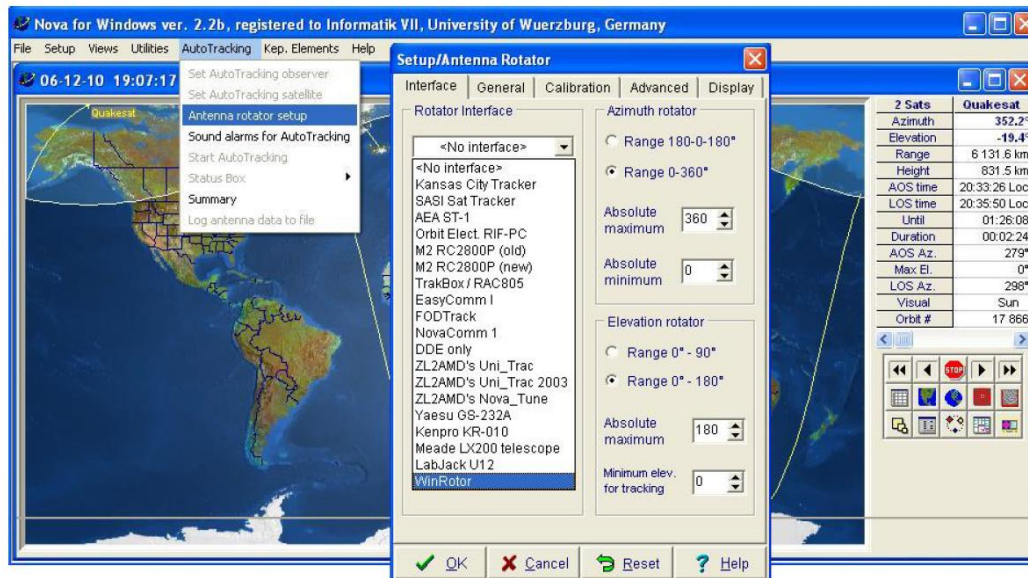 Nova for Windows ver. 2.2b, registered to Informatik VII, University of Wuerzburg, Germany
File Setup Views Utilities AutoTracking Kep. Elements Help
06-12-10 19:07:17
Set AutoTracking observer
Set AutoTracking satellite
Antenna rotator setup
Sound alarms for AutoTracking
Start AutoTracking
Status Box
Summary
Log antenna data to file
Quakesat
Setup/Antenna Rotator
Interface General Calibration Advanced Display
Rotator Interface
<No interface>
<No interface>
Kansas City Tracker
SASI Sat Tracker
AEA ST-1
Orbit Elect. RIF-PC
M2 RC2800P (old)
M2 RC2800P (new)
TrakBox / RAC805
EasyComm I
FODTrack
NovaComm 1
DDE only
ZL2AMD's Uni_Trac
ZL2AMD's Uni_Trac 2003
ZL2AMD's Nova_Tune
Yaesu GS-232A
Kenpro KR-010
Meade LX200 telescope
LabJack U12
WinRotor
Azimuth rotator
Range 180-0-180°
Range 0-360°
Absolute
maximum 360
Absolute
minimum 0
Elevation rotator
Range 0° - 90°
Range 0° - 180°
Absolute
maximum 180
Minimum elev.
for tracking 0
OK Cancel Reset Help
2 Sats Quakesat
Azimuth 352.2°
Elevation -19.4°
Range 6 131.6 km
Height 831.5 km
AOS time 20:33:26 Loc
LOS time 20:35:50 Loc
Until 01:26:08
Duration 00:02:24
AOS Az. 279°
Max El. 0°
LOS Az. 298°
Visual Sun
Orbit # 17 866
STOP